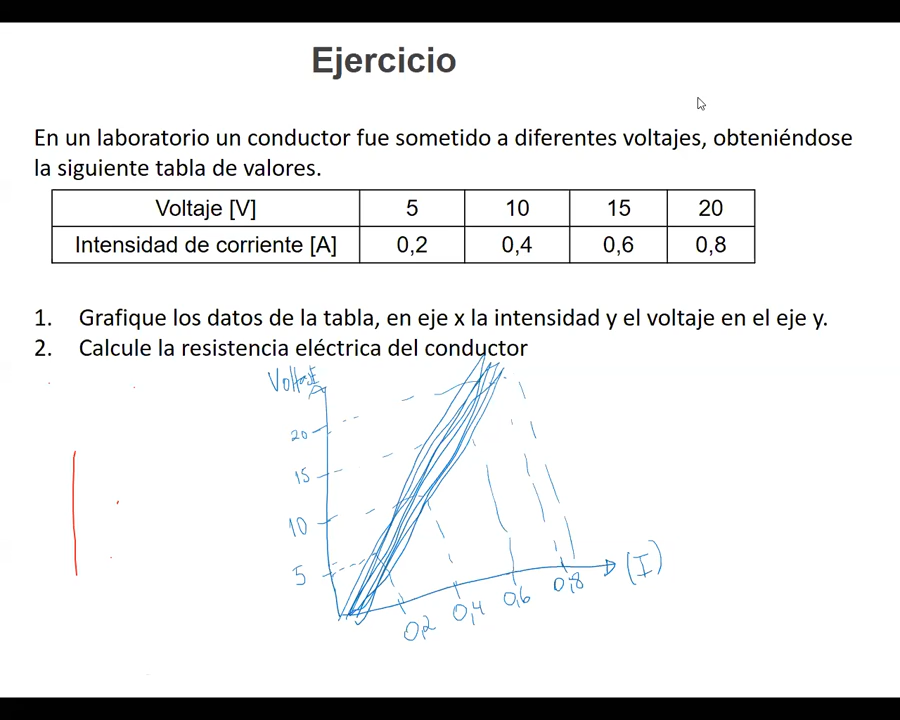 Ejercicio
En un laboratorio un conductor fue sometido a diferentes voltajes, obteniéndose
la siguiente tabla de valores.
Voltaje [V] 5 10 15 20
Intensidad de corriente [A] 0,2 0,4 0,6 0,8
1. Grafique los datos de la tabla, en eje x la intensidad y el voltaje en el eje y.
2. Calcule la resistencia eléctrica del conductor
20
15
10
5
(I)
0,2 0,4 0,6 0,8